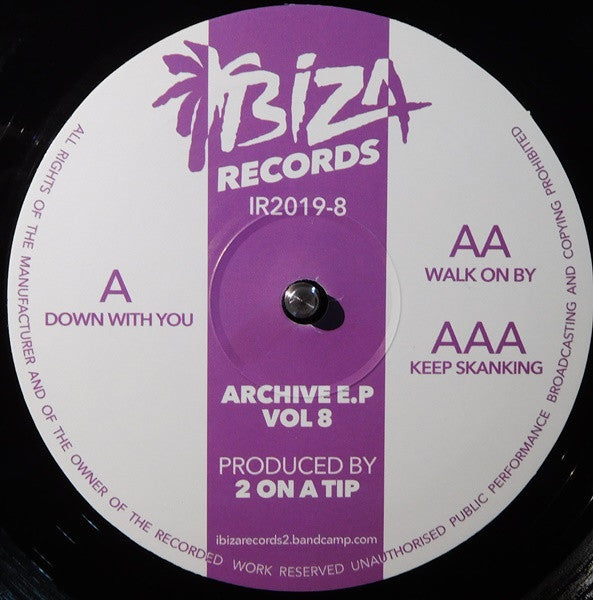 IBIZA
RECORDS
IR2019-8
A
DOWN WITH YOU
AA
WALK ON BY
AAA
KEEP SKANKING
ARCHIVE E.P
VOL 8
PRODUCED BY
2 ON A TIP
ibizarecords2.bandcamp.com
ALL RIGHTS OF THE MANUFACTURER AND OF THE OWNER OF THE RECORDED WORK RESERVED UNAUTHORISED PUBLIC PERFORMANCE BROADCASTING AND COPYING PROHIBITED